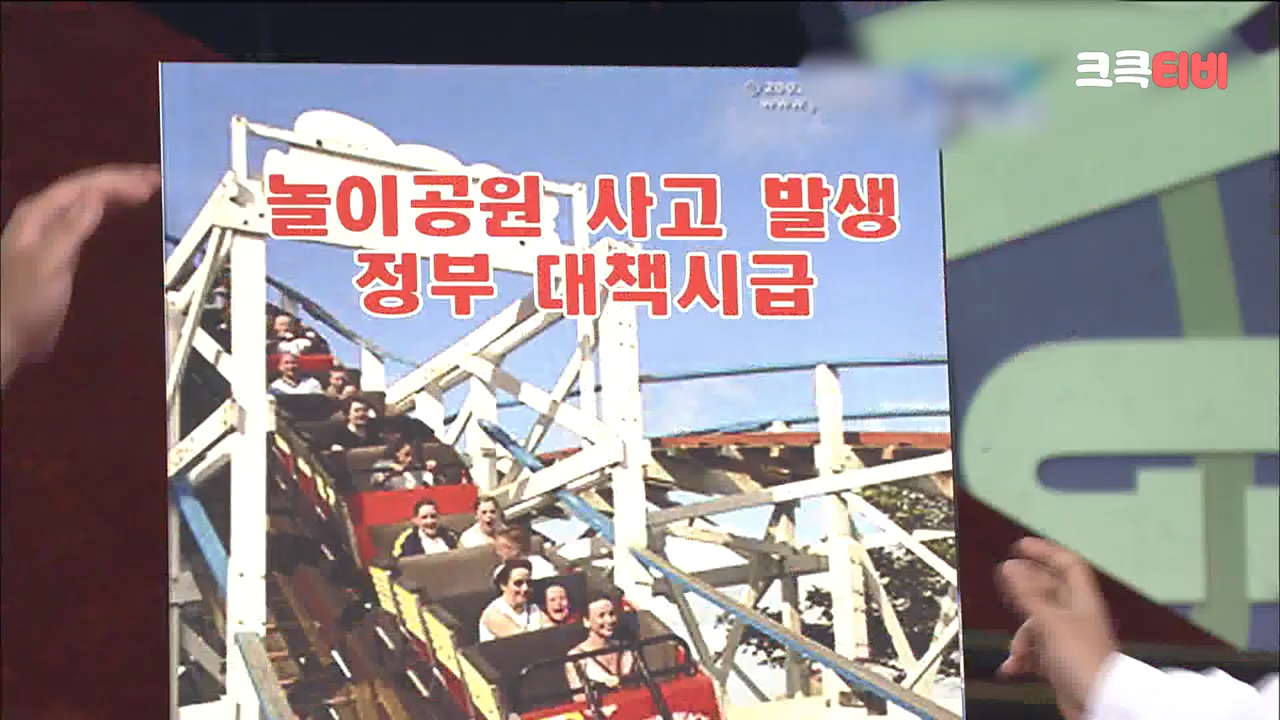 크큭티비
놀이공원 사고 발생
정부 대책시급